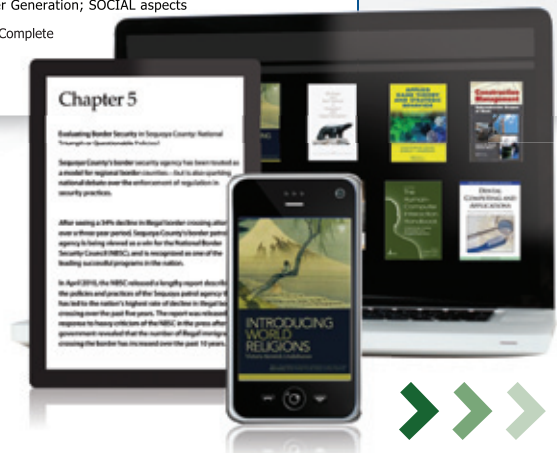 er Generation; SOCIAL aspects
Complete
Chapter 5
Evaluating Border Security in Sequoya County: National
Triumph or Questionable Policies?
Sequoya County's border security agency has been touted as
a model for regional border counties – but is also sparking
national debate over the enforcement of regulation in
security practices.
After seeing a 34% decline in illegal border crossing
over a three year period, Sequoya County's border patrol
agency is being viewed as a win for the National Border
Security Council (NBSC), and is recognized as one of the
leading successful programs in the nation.
In April 2010, the NBSC released a lengthy report
the policies and practices of the Sequoya patrol agency
has led to the nation's highest rate of decline in illegal
crossing over the past five years. The report was released
response to heavy criticism of the NBSC in the press after
government revealed that the number of illegal
crossing the border has increased over the past 10 years.
INTRODUCING
WORLD
RELIGIONS
APPLIED
GAME THEORY
AND STRATEGIC
BEHAVIOR
Construction
Management
The
Human-
Computer
Interaction
Handbook
DIGITAL
COMPUTING AND
APPLICATIONS